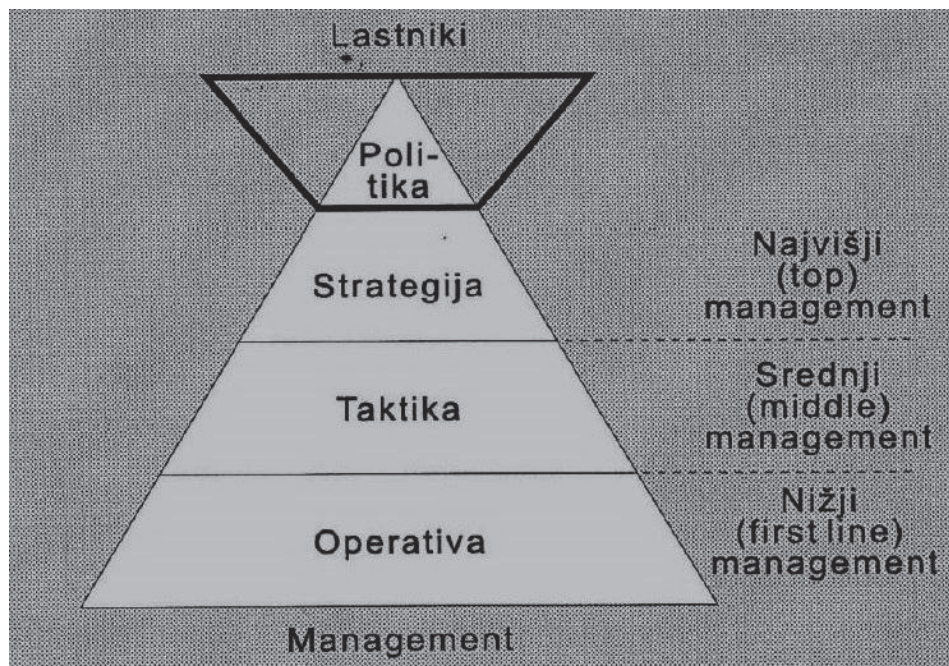 Lastniki
Poli-
tika
Strategija
Najvišji
(top)
management
Taktika
Srednji
(middle)
management
Operativa
Nižji
(first line)
management
Management